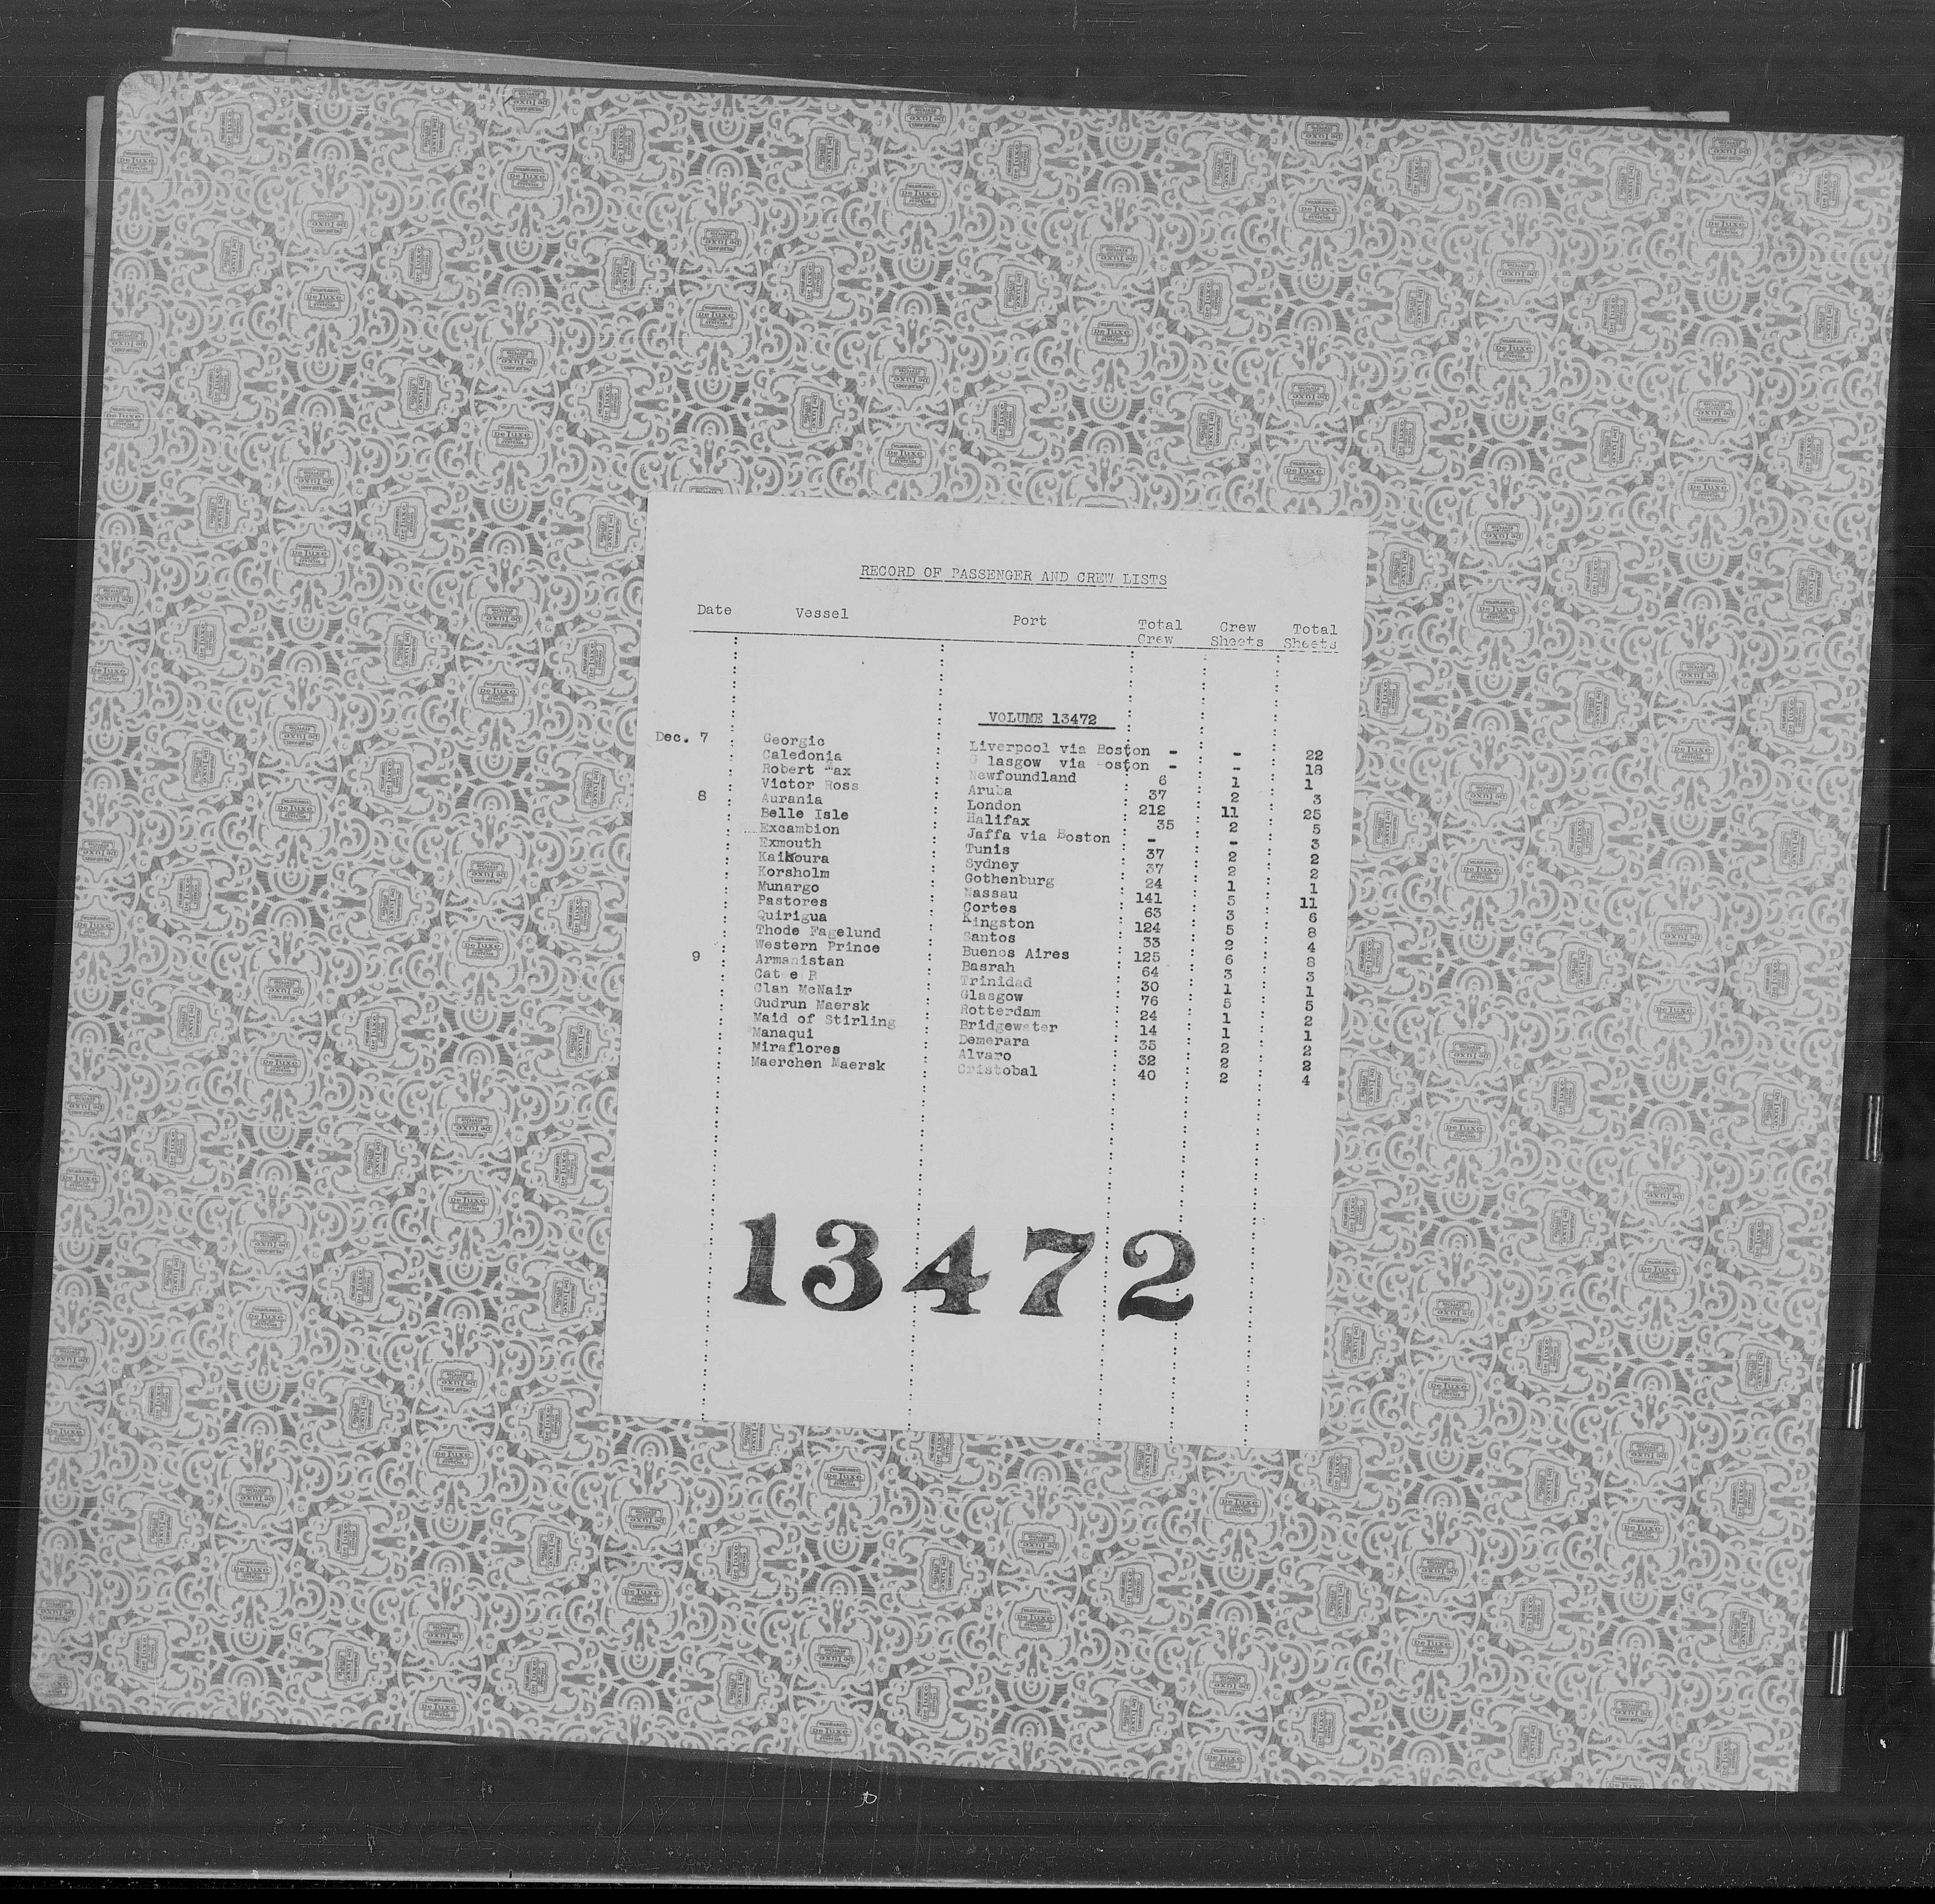 RECORD OF PASSENGER AND CREW LISTS
Date Vessel Port Total Crew Crew Sheets Total Sheets
VOLUME 13472
Dec. 7 Georgic Liverpool via Boston - - 22
Caledonia G lasgow via oston - - 18
Robert ax Newfoundland 6 1 1
Victor Ross Aruba 37 2 3
8 Aurania London 212 11 25
Belle Isle Halifax 35 2 5
Excambion Jaffa via Boston - - 3
Exmouth Tunis 37 2 2
Kaikoura Sydney 37 2 2
Korsholm Gothenburg 24 1 1
Munargo Nassau 141 5 11
Pastores Cortes 63 3 6
Quirigua Kingston 124 5 8
Thode Fagelund Santos 33 2 4
Western Prince Buenos Aires 125 6 8
9 Armanistan Basrah 64 3 3
Cat e R Trinidad 30 1 1
Clan McNair Glasgow 76 5 5
Gudrun Maersk Rotterdam 24 1 2
Maid of Stirling Bridgewater 14 1 1
Manaqui Demerara 35 2 2
Miraflores Alvaro 32 2 2
Maerchen Maersk Cristobal 40 2 4
13472
De luxe